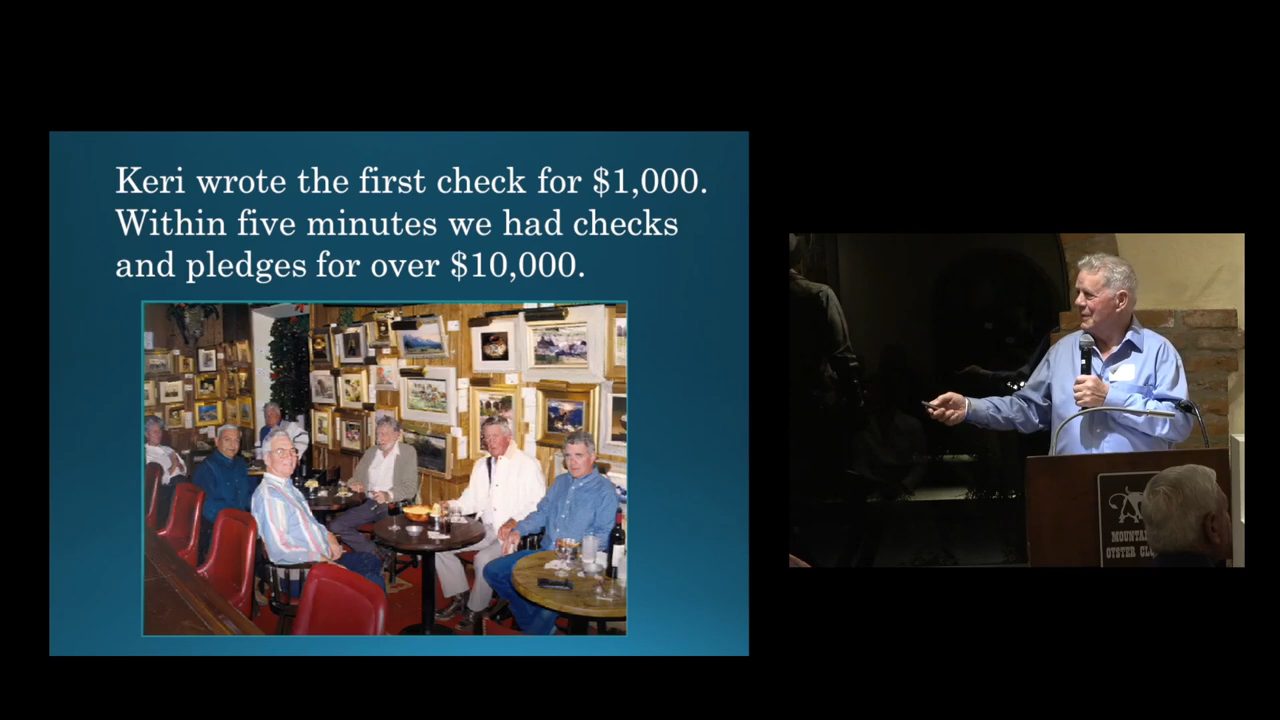 Keri wrote the first check for $1,000.
Within five minutes we had checks
and pledges for over $10,000.
OYSTER